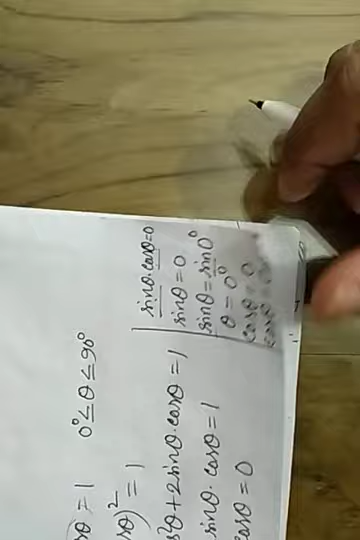 θ = 1 0° ≤ θ ≤ 90°
)² = 1
θ + 2sinθ·cosθ = 1
sinθ·cosθ = 1
cosθ = 0
sinθ·cosθ=0
sinθ = 0
sinθ = sin0°
θ = 0°
cosθ = 0